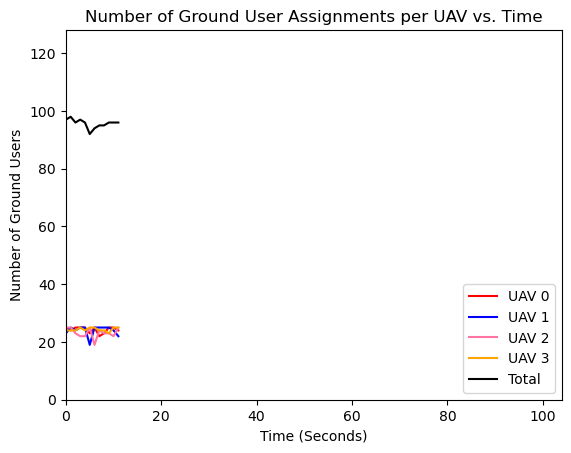 Number of Ground User Assignments per UAV vs. Time
Number of Ground Users
120
100
80
60
40
20
0
0 20 40 60 80 100
Time (Seconds)
UAV 0
UAV 1
UAV 2
UAV 3
Total